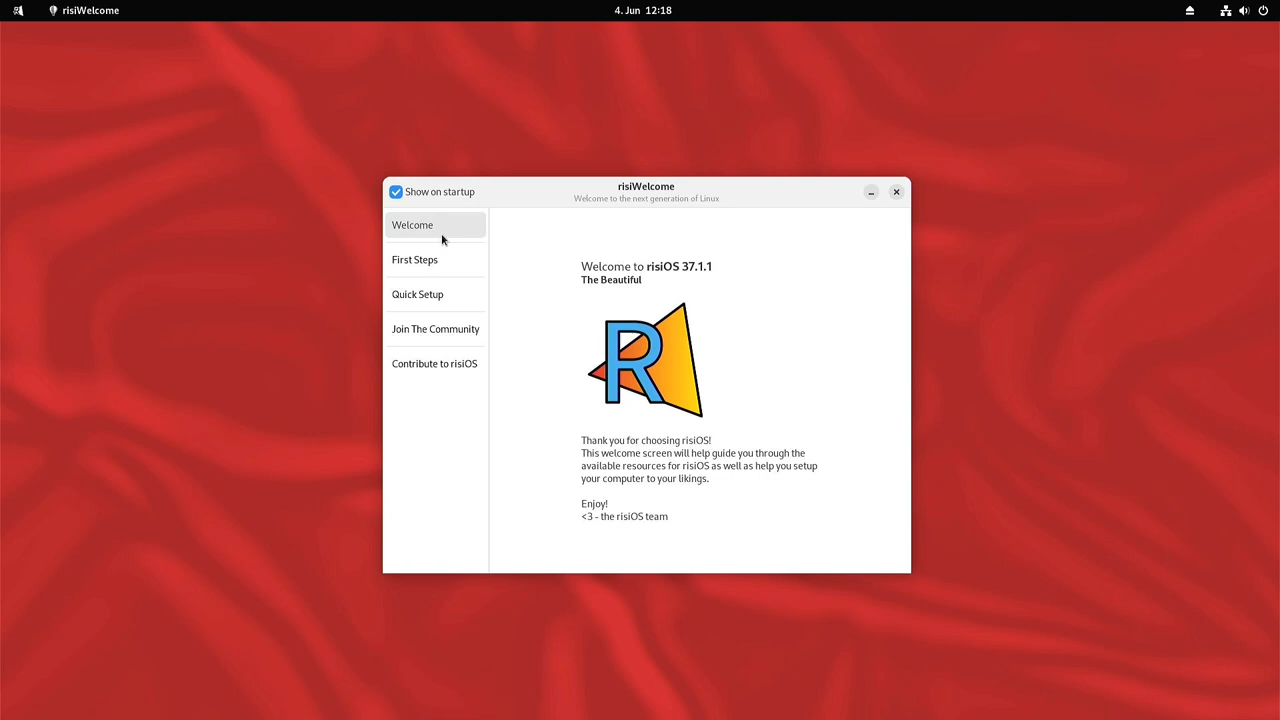 risiWelcome
4. Jun 12:18
Show on startup
risiWelcome
Welcome to the next generation of Linux
Welcome
First Steps
Quick Setup
Join The Community
Contribute to risiOS
Welcome to risiOS 37.1.1
The Beautiful
R
Thank you for choosing risiOS!
This welcome screen will help guide you through the
available resources for risiOS as well as help you setup
your computer to your likings.
Enjoy!
<3 - the risiOS team